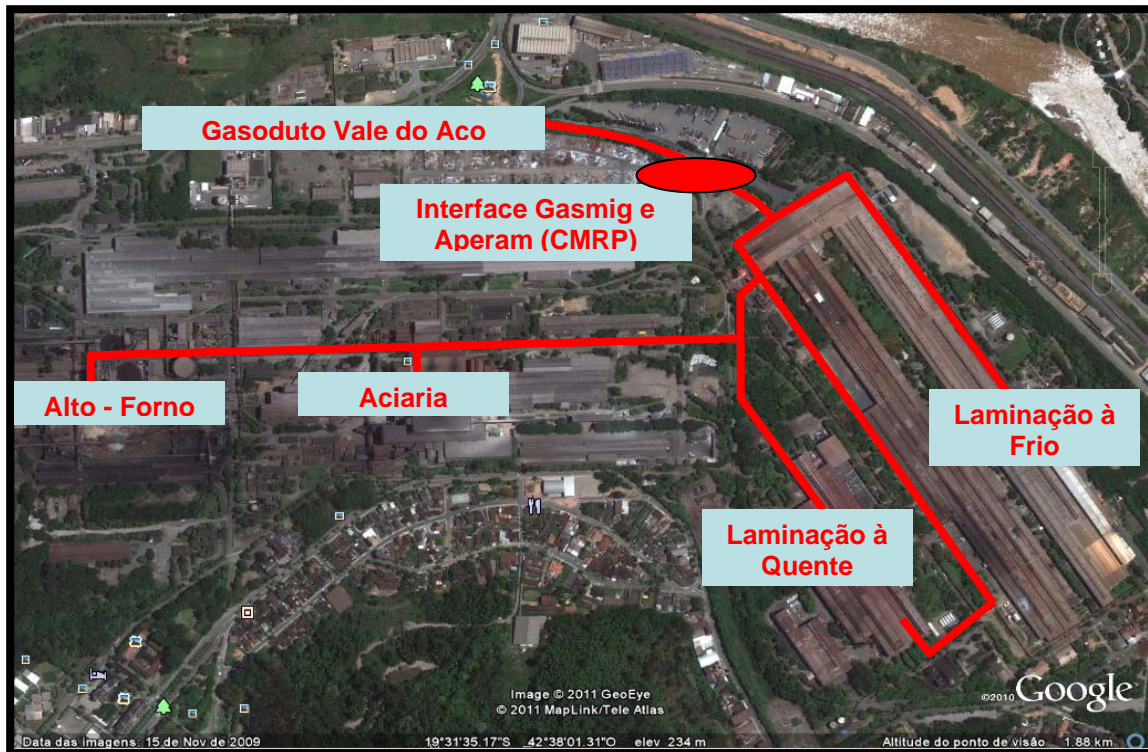 Gasoduto Vale do Aco
Interface Gasmig e
Aperam (CMRP)
Alto - Forno
Aciaria
Laminação à
Frio
Laminação à
Quente
Image © 2011 GeoEye
© 2011 MapLink/Tele Atlas
©2010 Google
Data das imagens: 15 de Nov de 2009 19°31'35.17"S 42°38'01.31"O elev 234 m Altitude do ponto de visão 1.88 km